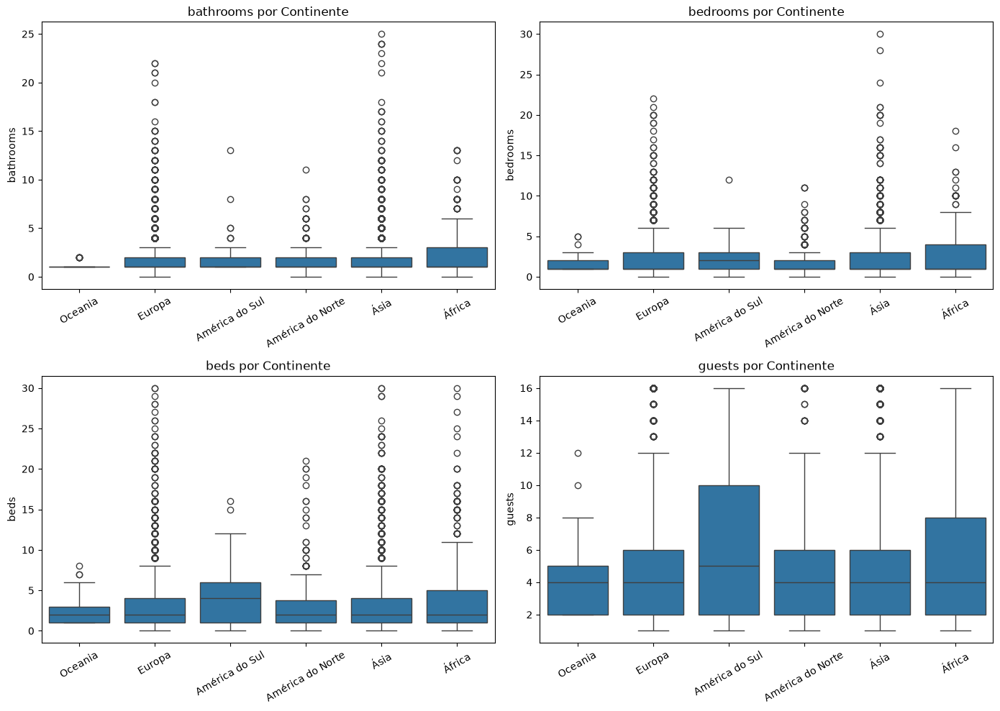 bathrooms por Continente
bathrooms
25
20
15
10
5
0
Oceania
Europa
América do Sul
América do Norte
Ásia
África
bedrooms por Continente
bedrooms
30
25
20
15
10
5
0
Oceania
Europa
América do Sul
América do Norte
Ásia
África
beds por Continente
beds
30
25
20
15
10
5
0
Oceania
Europa
América do Sul
América do Norte
Ásia
África
guests por Continente
guests
16
14
12
10
8
6
4
2
Oceania
Europa
América do Sul
América do Norte
Ásia
África